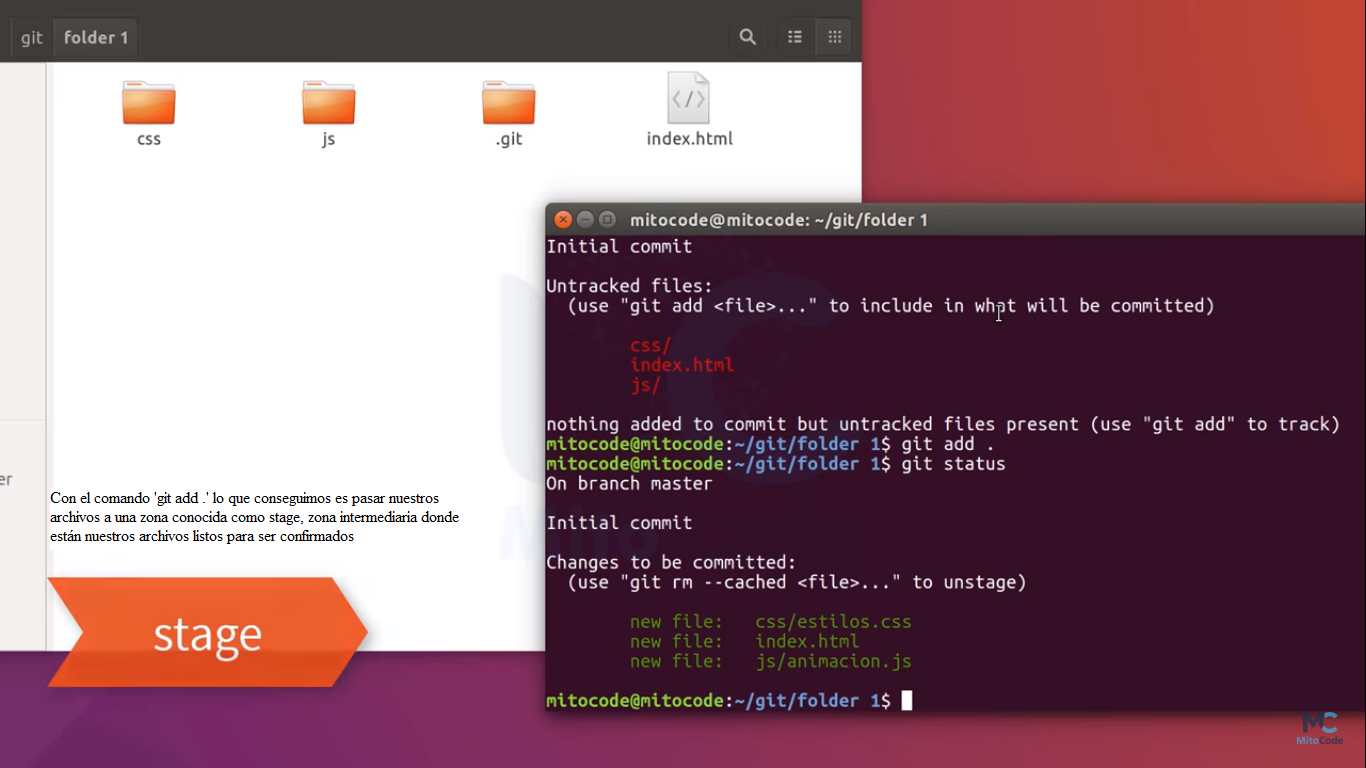 git folder 1
css js .git index.html
mitocode@mitocode: ~/git/folder 1
Initial commit
Untracked files:
(use "git add <file>..." to include in what will be committed)
css/
index.html
js/
nothing added to commit but untracked files present (use "git add" to track)
mitocode@mitocode:~/git/folder 1$ git add .
mitocode@mitocode:~/git/folder 1$ git status
On branch master
Initial commit
Changes to be committed:
(use "git rm --cached <file>..." to unstage)
new file: css/estilos.css
new file: index.html
new file: js/animacion.js
mitocode@mitocode:~/git/folder 1$
er
Con el comando 'git add .' lo que conseguimos es pasar nuestros
archivos a una zona conocida como stage, zona intermediaria donde
están nuestros archivos listos para ser confirmados
stage
MC
MitoCode